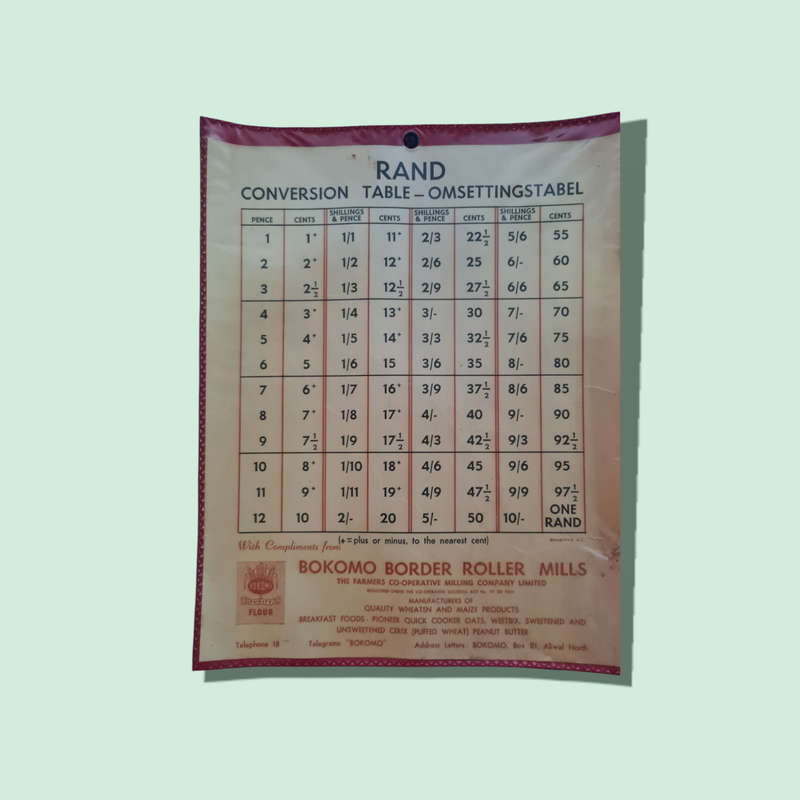 RAND
CONVERSION TABLE – OMSETTINGSTABEL
PENCE CENTS SHILLINGS & PENCE CENTS SHILLINGS & PENCE CENTS SHILLINGS & PENCE CENTS
1 1+ 1/1 11+ 2/3 22½ 5/6 55
2 2+ 1/2 12+ 2/6 25 6/- 60
3 2½ 1/3 12½ 2/9 27½ 6/6 65
4 3+ 1/4 13+ 3/- 30 7/- 70
5 4+ 1/5 14+ 3/3 32½ 7/6 75
6 5 1/6 15 3/6 35 8/- 80
7 6+ 1/7 16+ 3/9 37½ 8/6 85
8 7+ 1/8 17+ 4/- 40 9/- 90
9 7½ 1/9 17½ 4/3 42½ 9/3 92½
10 8+ 1/10 18+ 4/6 45 9/6 95
11 9+ 1/11 19+ 4/9 47½ 9/9 97½
12 10 2/- 20 5/- 50 10/- ONE RAND
(+ = plus or minus, to the nearest cent)
With Compliments from
BOKOMO BORDER ROLLER MILLS
THE FARMERS CO-OPERATIVE MILLING COMPANY LIMITED
MANUFACTURERS OF
QUALITY WHEATEN AND MAIZE PRODUCTS
BREAKFAST FOODS - PIONEER QUICK COOKER OATS, WEETBIX, SWEETENED AND
UNSWEETENED CERIX (PUFFED WHEAT) PEANUT BUTTER
FLOUR
Telephone 18 Telegrams "BOKOMO" Address Letters: BOKOMO, Box 81, Aliwal North